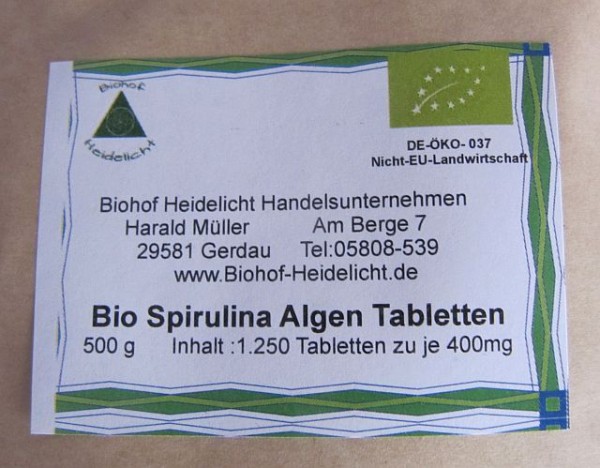 Biohof
Heidelicht
DE-ÖKO- 037
Nicht-EU-Landwirtschaft
Biohof Heidelicht Handelsunternehmen
Harald Müller Am Berge 7
29581 Gerdau Tel:05808-539
www.Biohof-Heidelicht.de
Bio Spirulina Algen Tabletten
500 g Inhalt :1.250 Tabletten zu je 400mg